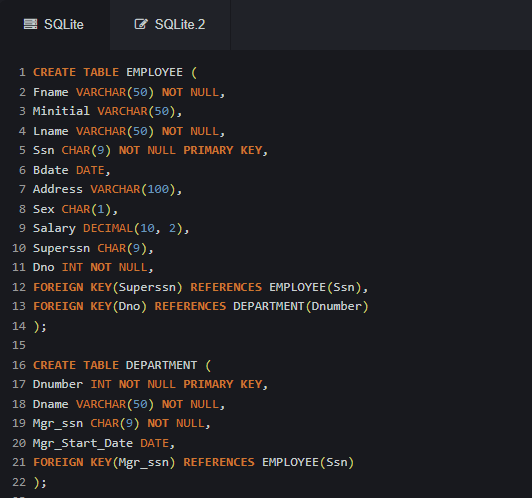 SQLite SQLite.2
1 CREATE TABLE EMPLOYEE (
2 Fname VARCHAR(50) NOT NULL,
3 Minitial VARCHAR(50),
4 Lname VARCHAR(50) NOT NULL,
5 Ssn CHAR(9) NOT NULL PRIMARY KEY,
6 Bdate DATE,
7 Address VARCHAR(100),
8 Sex CHAR(1),
9 Salary DECIMAL(10, 2),
10 Superssn CHAR(9),
11 Dno INT NOT NULL,
12 FOREIGN KEY(Superssn) REFERENCES EMPLOYEE(Ssn),
13 FOREIGN KEY(Dno) REFERENCES DEPARTMENT(Dnumber)
14 );
15
16 CREATE TABLE DEPARTMENT (
17 Dnumber INT NOT NULL PRIMARY KEY,
18 Dname VARCHAR(50) NOT NULL,
19 Mgr_ssn CHAR(9) NOT NULL,
20 Mgr_Start_Date DATE,
21 FOREIGN KEY(Mgr_ssn) REFERENCES EMPLOYEE(Ssn)
22 );